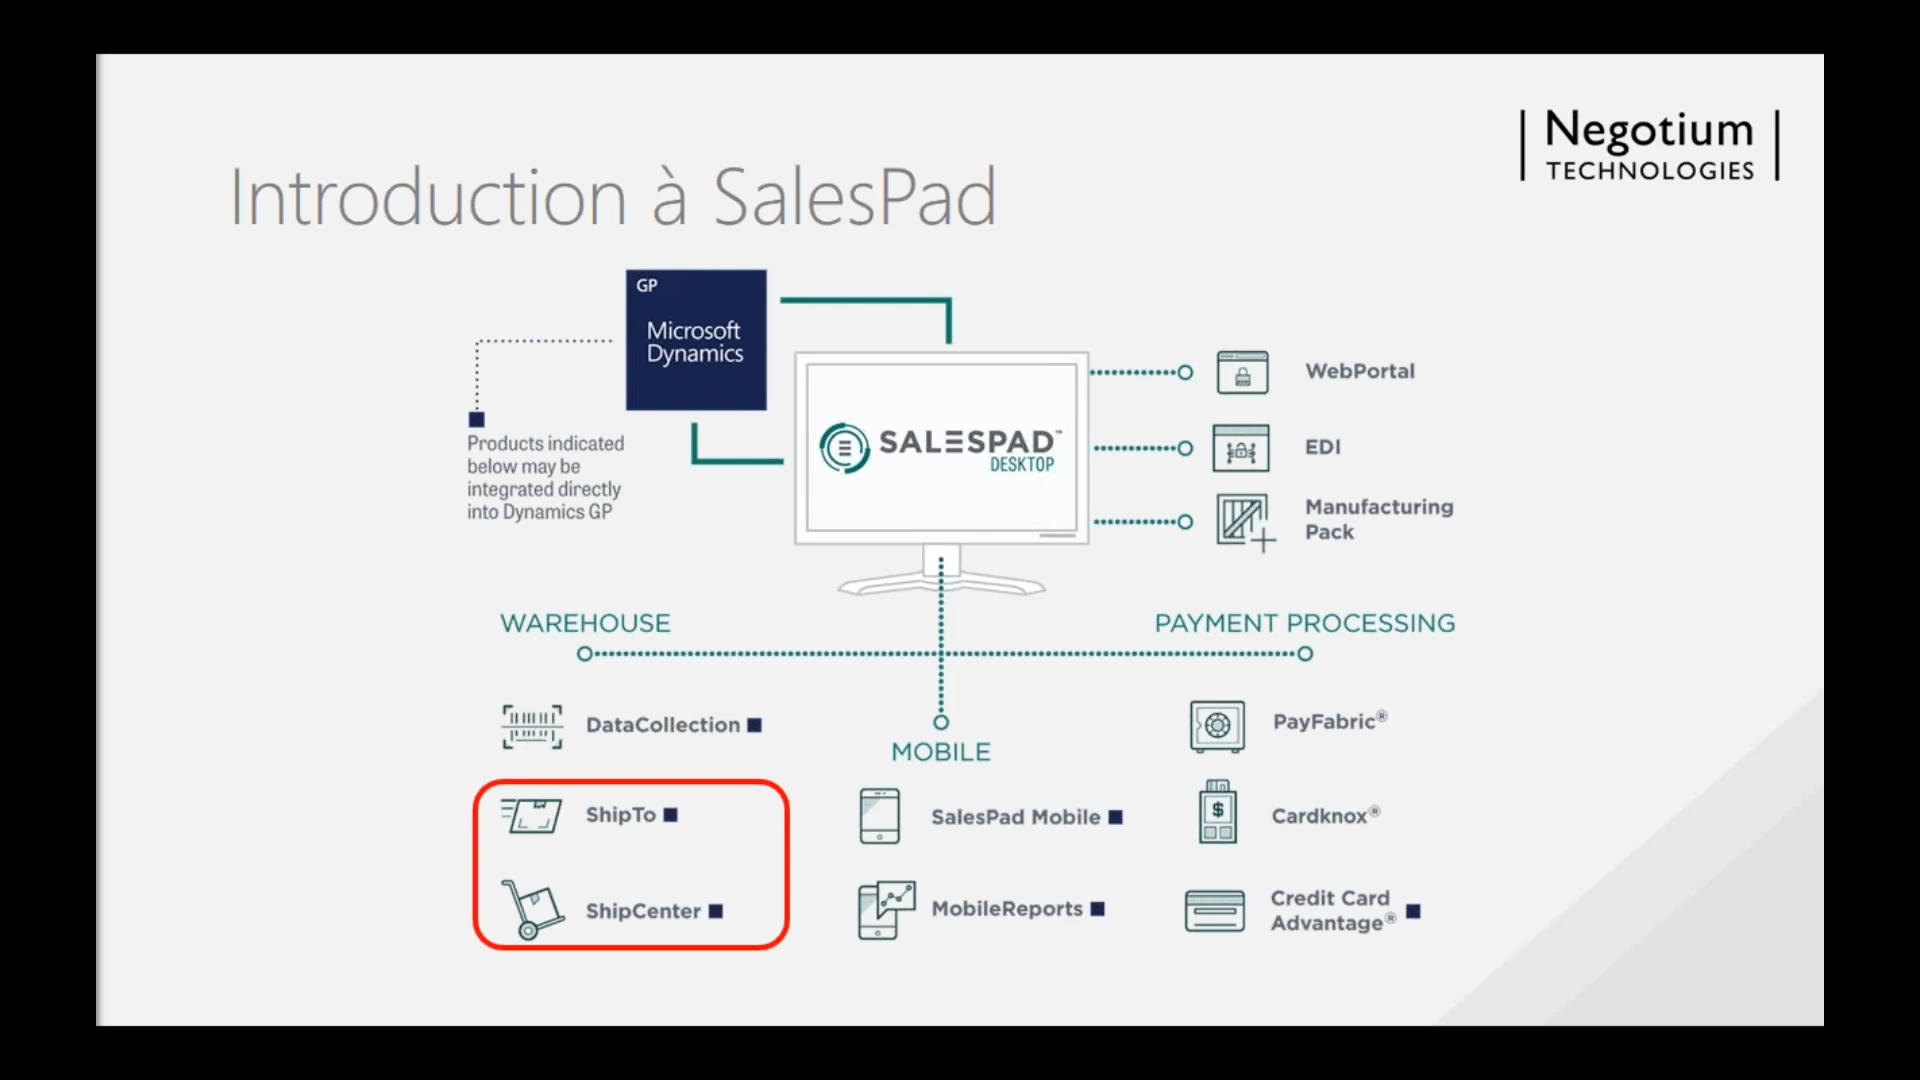 Negotium
TECHNOLOGIES
Introduction à SalesPad
GP
Microsoft
Dynamics
Products indicated
below may be
integrated directly
into Dynamics GP
SALESPAD™
DESKTOP
WebPortal
EDI
Manufacturing
Pack
WAREHOUSE
PAYMENT PROCESSING
DataCollection
ShipTo
ShipCenter
MOBILE
SalesPad Mobile
MobileReports
PayFabric®
$
Cardknox®
Credit Card
Advantage®